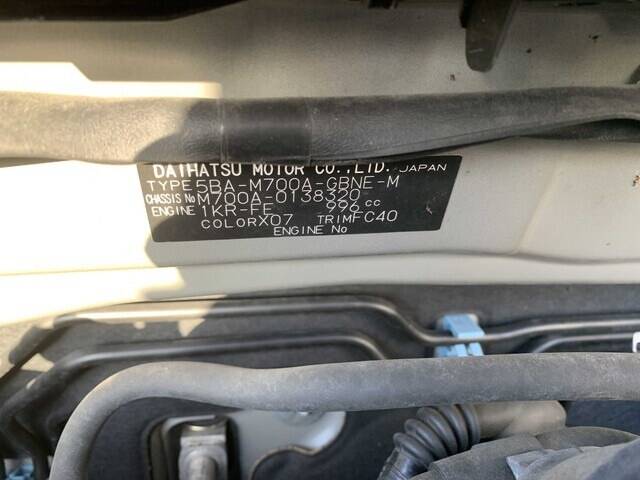 DAIHATSU MOTOR CO.,LTD. JAPAN
TYPE 5BA-M700A-GBNE-M
CHASSIS No M700A-0138320
ENGINE 1KR-FE 996 cc
COLOR X07 TRIM FC40
ENGINE No